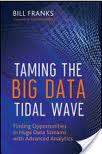 BILL FRANKS
TAMING THE
BIG DATA
TIDAL WAVE
Finding Opportunities
in Huge Data Streams
with Advanced Analytics